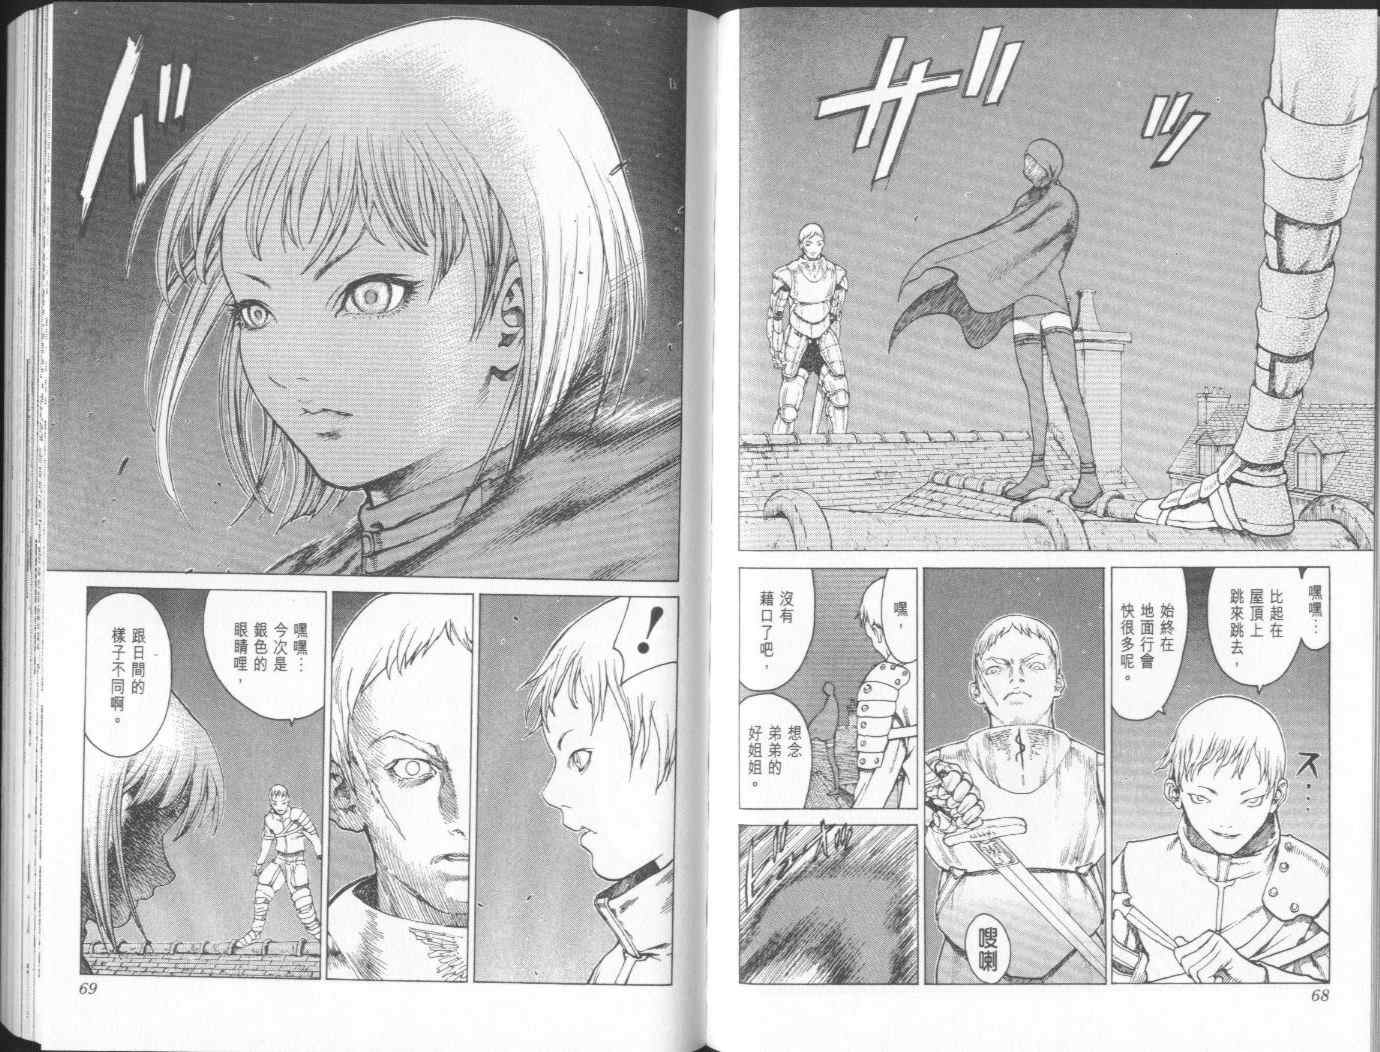 ザッ
ザッ
嘿嘿…
比起在
屋頂上
跳來跳去,
始終在
地面行會
快很多呢。
ス…
嗖
喇
嘿,
沒有
藉口了吧,
想念
弟弟的
好姐姐。
68
!
嘿嘿…
今次是
銀色的
眼睛哩,
跟日間的
樣子不同啊。
69